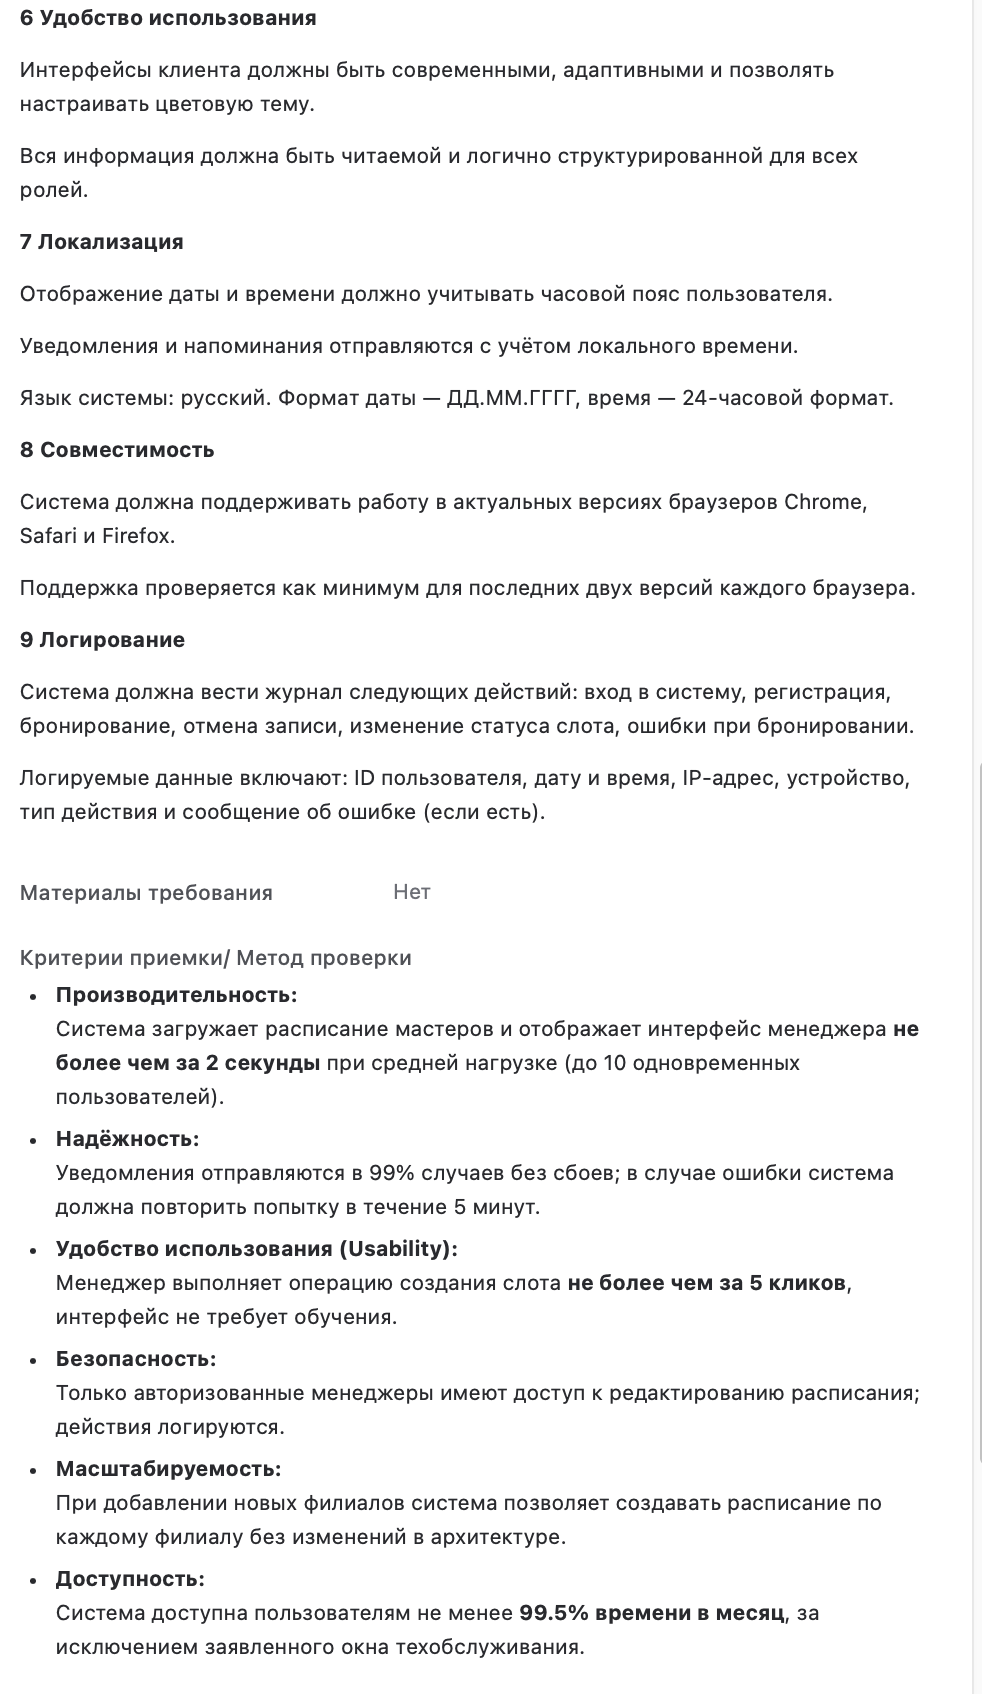 6 Удобство использования
Интерфейсы клиента должны быть современными, адаптивными и позволять
настраивать цветовую тему.
Вся информация должна быть читаемой и логично структурированной для всех
ролей.
7 Локализация
Отображение даты и времени должно учитывать часовой пояс пользователя.
Уведомления и напоминания отправляются с учётом локального времени.
Язык системы: русский. Формат даты — ДД.ММ.ГГГГ, время — 24-часовой формат.
8 Совместимость
Система должна поддерживать работу в актуальных версиях браузеров Chrome,
Safari и Firefox.
Поддержка проверяется как минимум для последних двух версий каждого браузера.
9 Логирование
Система должна вести журнал следующих действий: вход в систему, регистрация,
бронирование, отмена записи, изменение статуса слота, ошибки при бронировании.
Логируемые данные включают: ID пользователя, дату и время, IP-адрес, устройство,
тип действия и сообщение об ошибке (если есть).
Материалы требования Нет
Критерии приемки/ Метод проверки
• Производительность:
Система загружает расписание мастеров и отображает интерфейс менеджера не
более чем за 2 секунды при средней нагрузке (до 10 одновременных
пользователей).
• Надёжность:
Уведомления отправляются в 99% случаев без сбоев; в случае ошибки система
должна повторить попытку в течение 5 минут.
• Удобство использования (Usability):
Менеджер выполняет операцию создания слота не более чем за 5 кликов,
интерфейс не требует обучения.
• Безопасность:
Только авторизованные менеджеры имеют доступ к редактированию расписания;
действия логируются.
• Масштабируемость:
При добавлении новых филиалов система позволяет создавать расписание по
каждому филиалу без изменений в архитектуре.
• Доступность:
Система доступна пользователям не менее 99.5% времени в месяц, за
исключением заявленного окна техобслуживания.